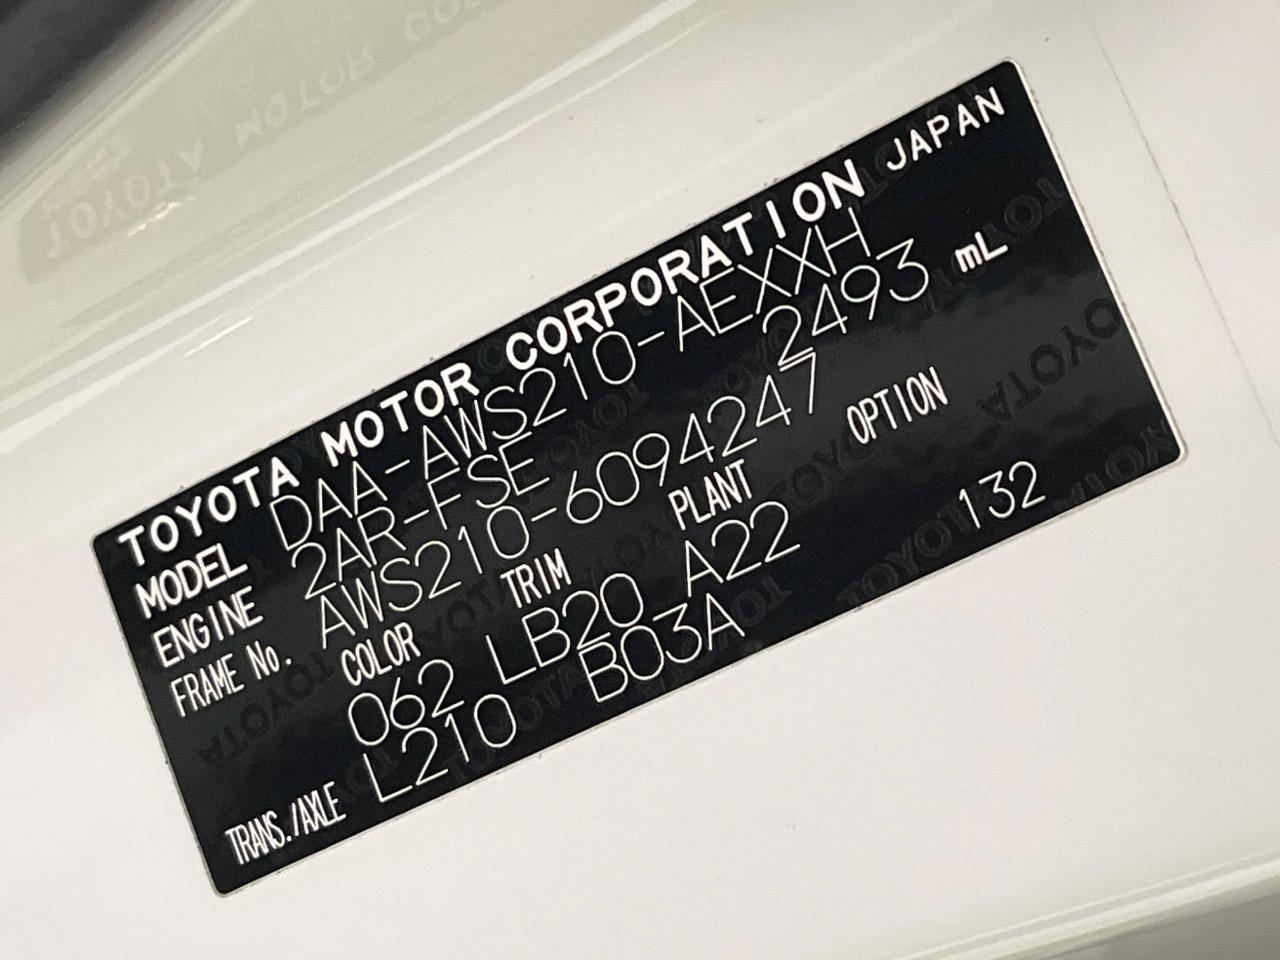 TOYOTA MOTOR CORPORATION JAPAN
MODEL DAA-AWS210-AEXXH
ENGINE 2AR-FSE 2493 mL
FRAME No. AWS210-6094247
COLOR TRIM PLANT OPTION
062 LB20 A22 132
TRANS./AXLE L210 B03A